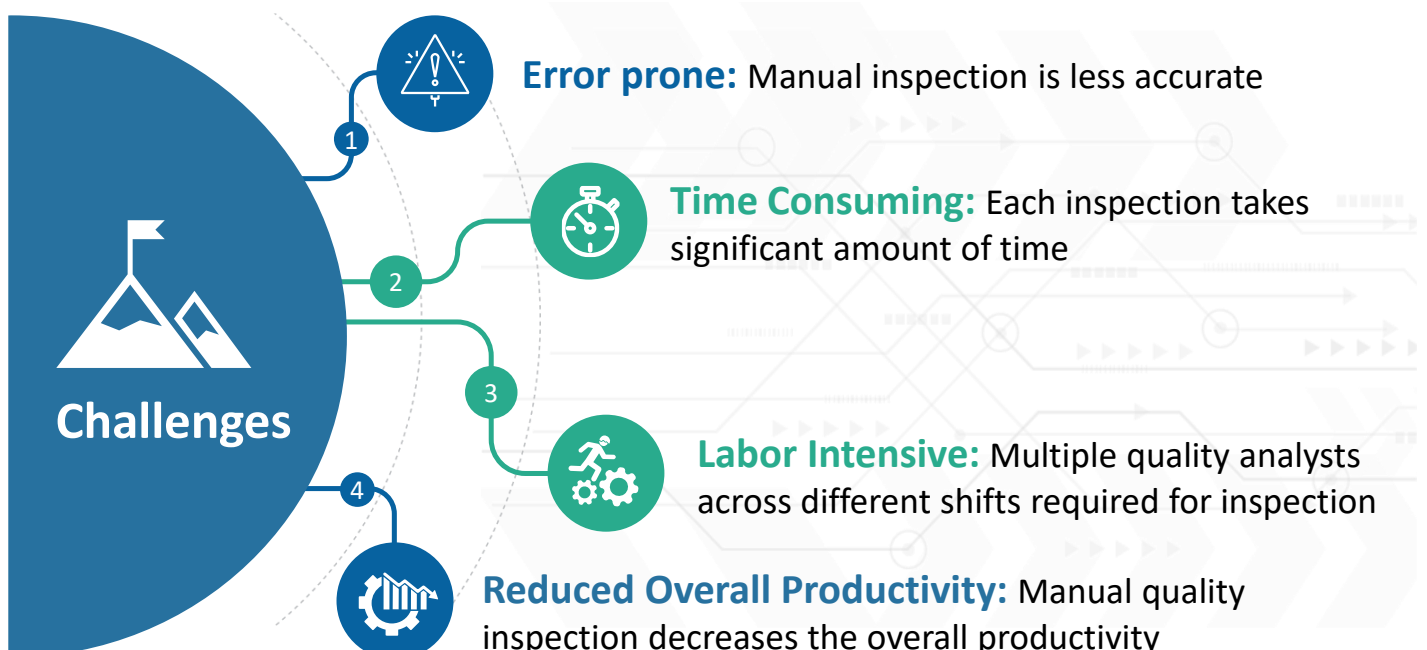 1
Error prone: Manual inspection is less accurate
2
Time Consuming: Each inspection takes
significant amount of time
Challenges
3
Labor Intensive: Multiple quality analysts
across different shifts required for inspection
4
Reduced Overall Productivity: Manual quality
inspection decreases the overall productivity